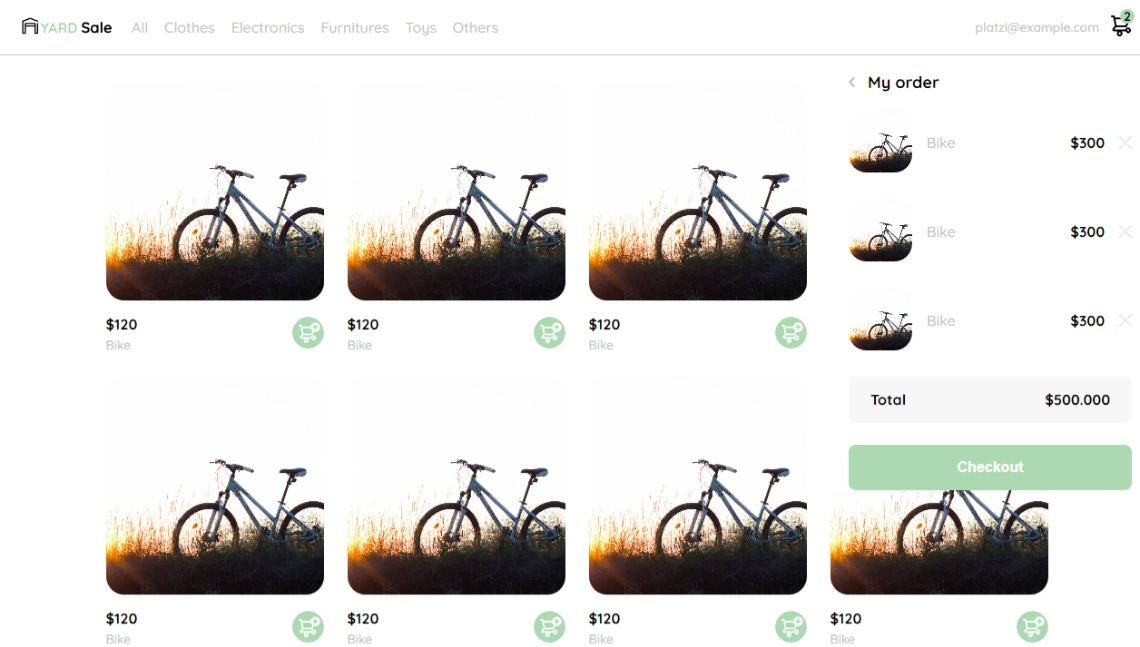 YARD Sale All Clothes Electronics Furnitures Toys Others platzi@example.com 2
My order
Bike $300
Bike $300
Bike $300
Total $500.000
Checkout
$120
Bike
$120
Bike
$120
Bike
$120
Bike
$120
Bike
$120
Bike
$120
Bike